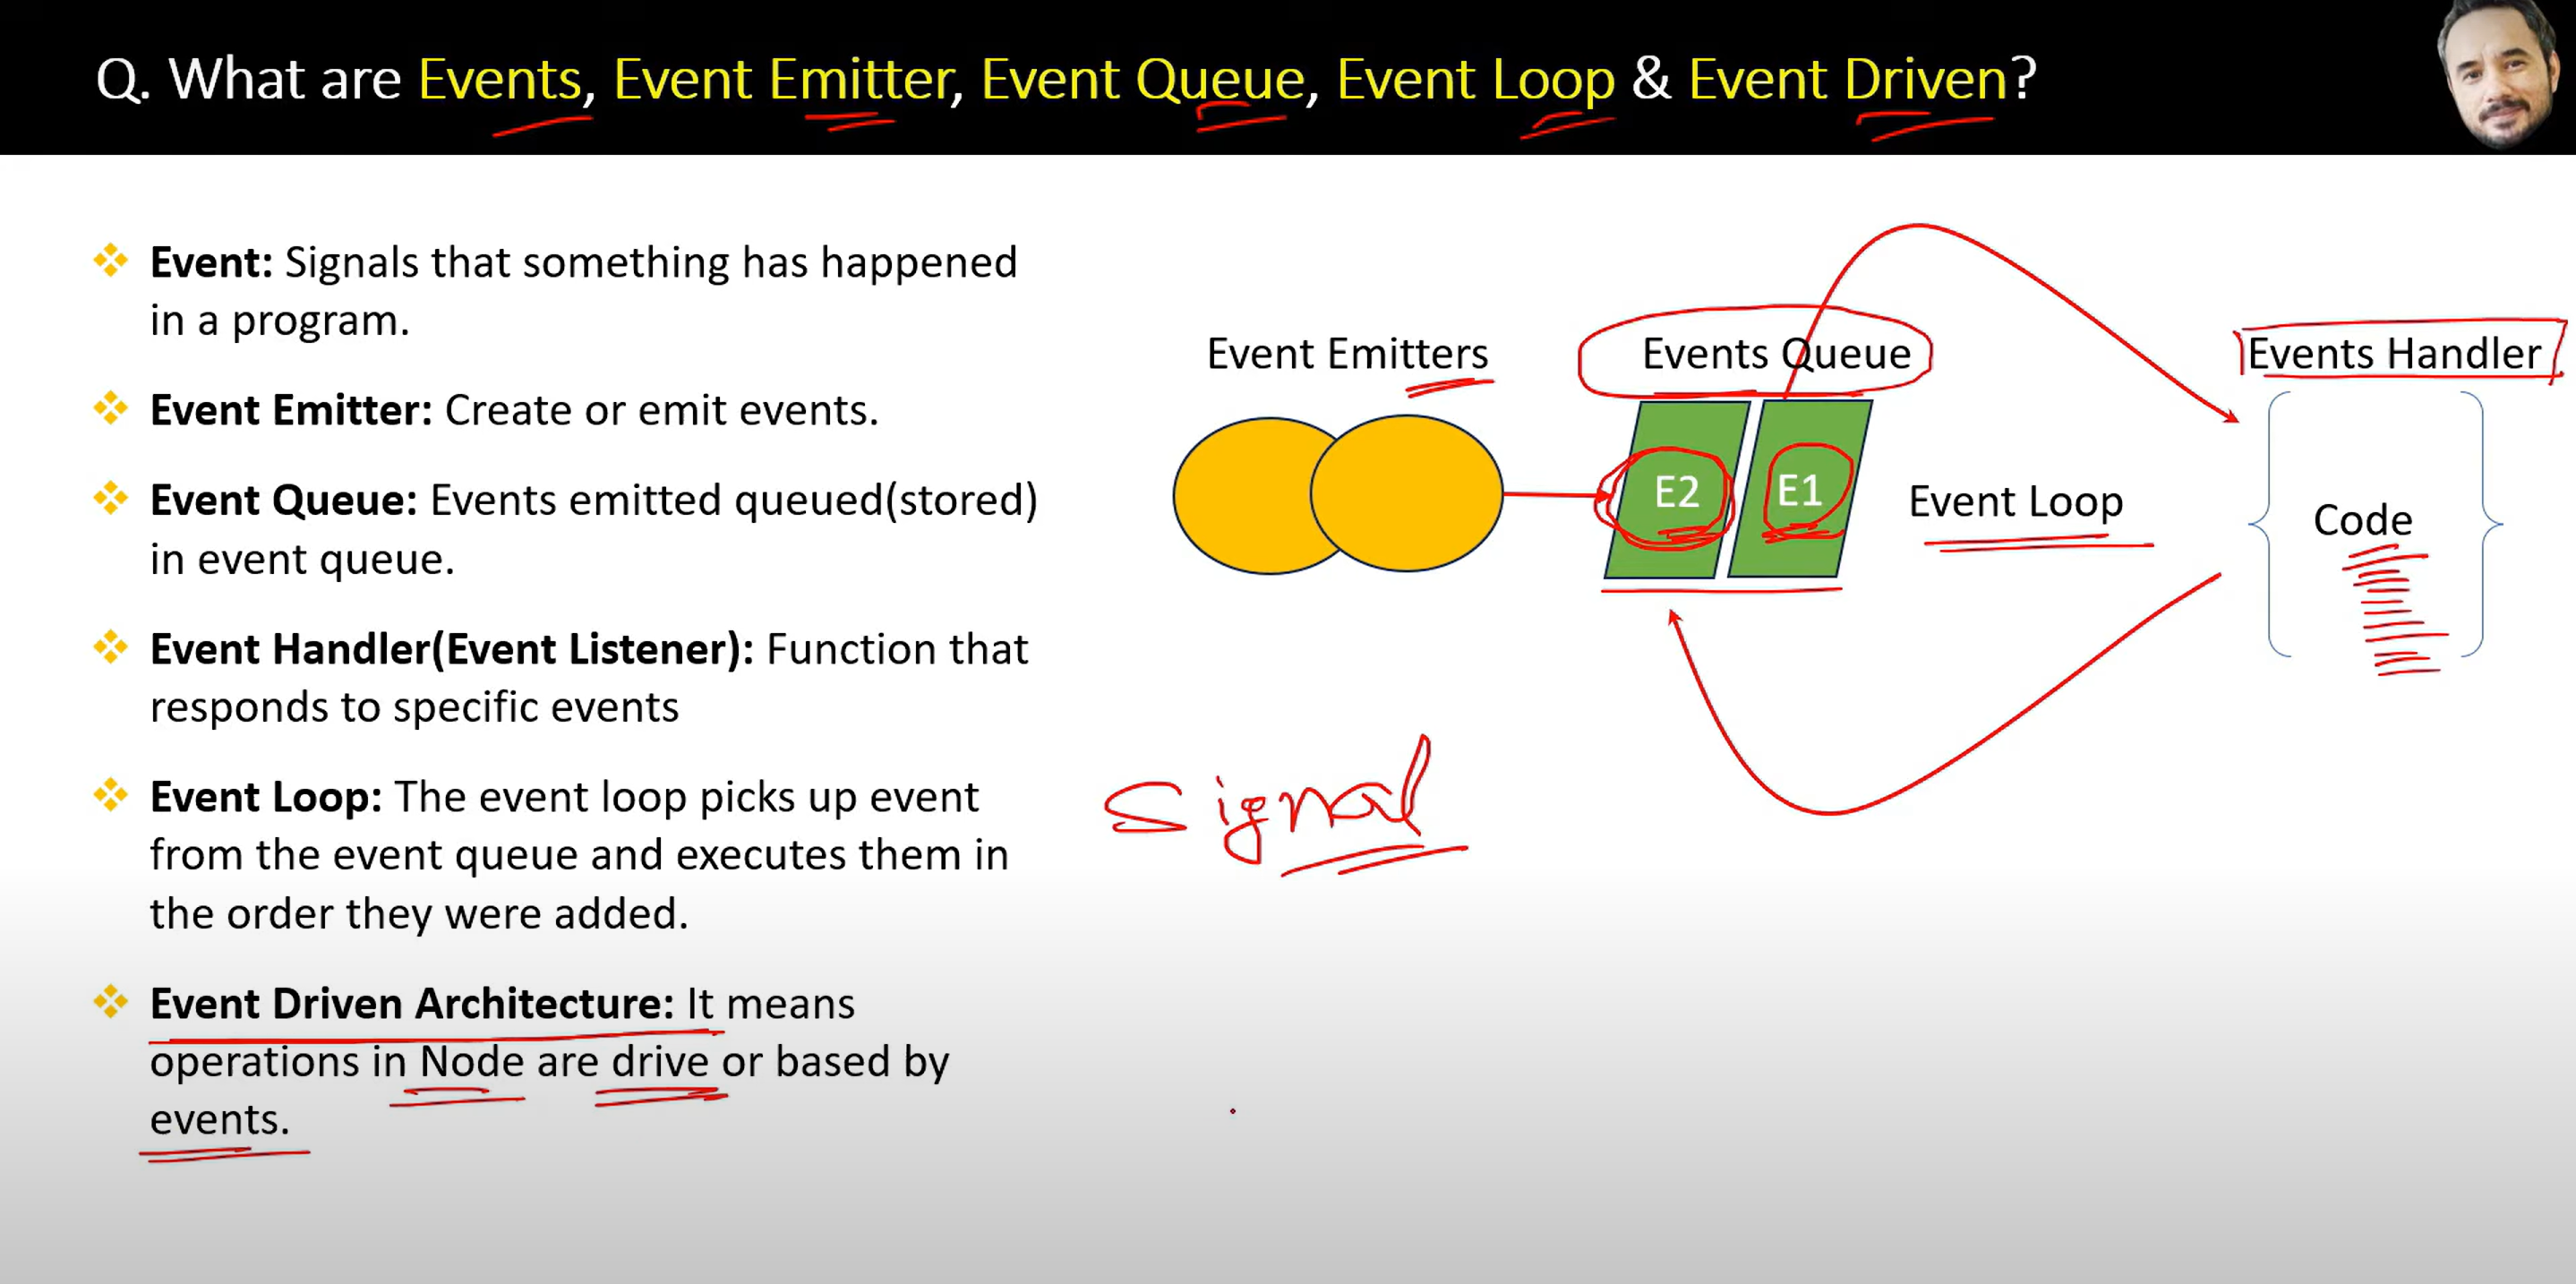 Q. What are Events, Event Emitter, Event Queue, Event Loop & Event Driven?
Event: Signals that something has happened
in a program.
Event Emitter: Create or emit events.
Event Queue: Events emitted queued(stored)
in event queue.
Event Handler(Event Listener): Function that
responds to specific events
Event Loop: The event loop picks up event
from the event queue and executes them in
the order they were added.
Event Driven Architecture: It means
operations in Node are drive or based by
events.
Event Emitters
Events Queue
Events Handler
E2
E1
Event Loop
Code
Signal